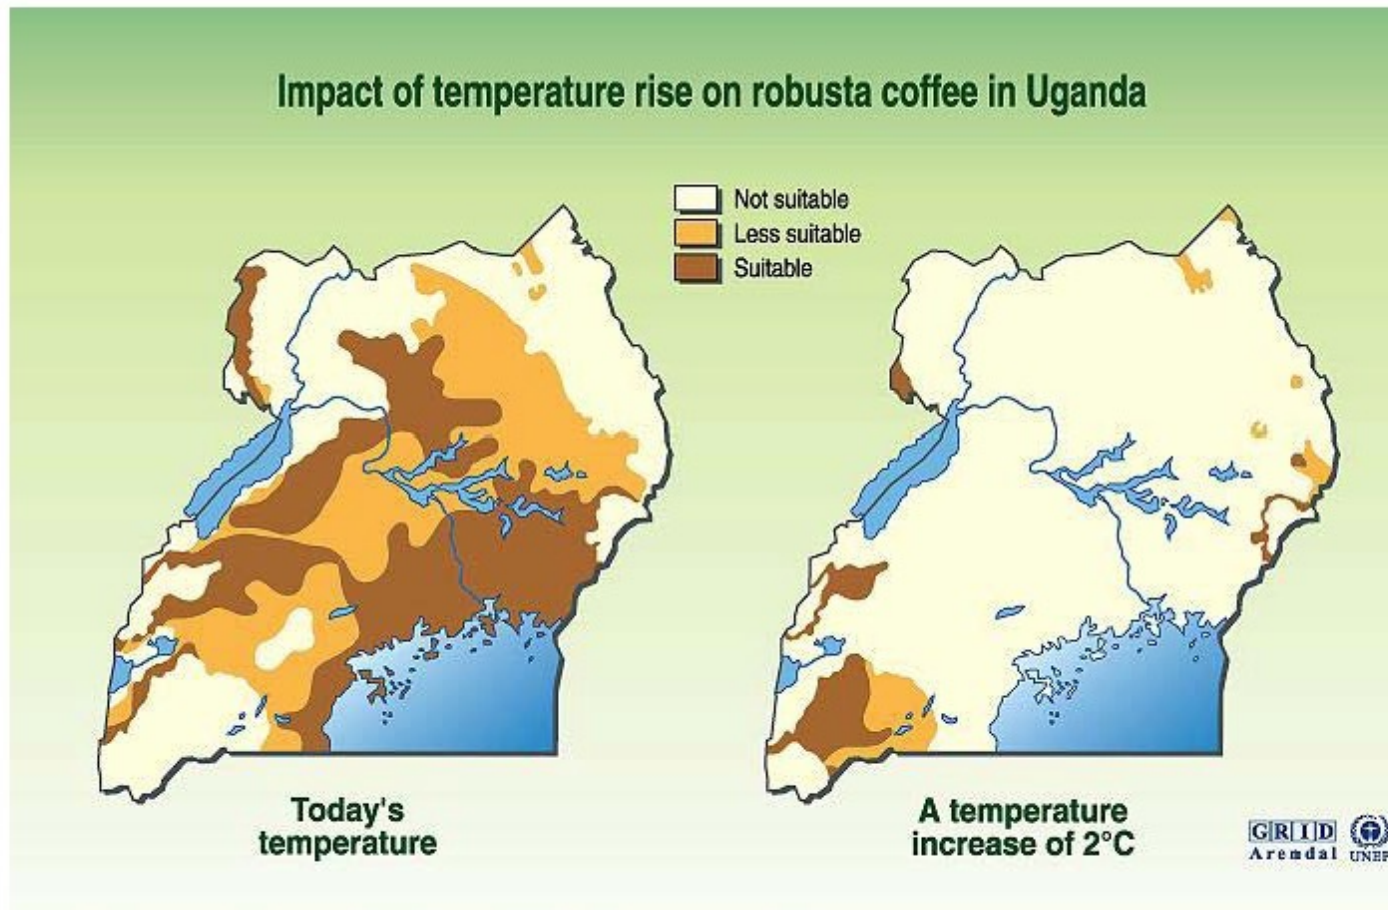 Impact of temperature rise on robusta coffee in Uganda
Not suitable
Less suitable
Suitable
Today's
temperature
A temperature
increase of 2°C
GRID
Arendal
UNEP